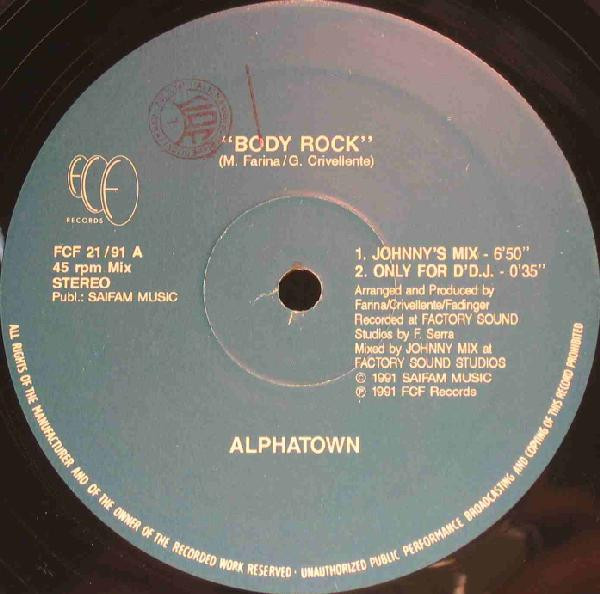 "BODY ROCK"
(M. Farina/G. Crivellente)
FCF
RECORDS
FCF 21/91 A
45 rpm Mix
STEREO
Publ.: SAIFAM MUSIC
1. JOHNNY'S MIX - 6'50"
2. ONLY FOR D'D.J. - 0'35"
Arranged and Produced by
Farina/Crivellente/Fadinger
Recorded at FACTORY SOUND
Studios by F. Serra
Mixed by JOHNNY MIX at
FACTORY SOUND STUDIOS
© 1991 SAIFAM MUSIC
℗ 1991 FCF Records
ALPHATOWN
ALL RIGHTS OF THE MANUFACTURER AND OF THE OWNER OF THE RECORDED WORK RESERVED · UNAUTHORIZED PUBLIC PERFORMANCE BROADCASTING AND COPYING OF THIS RECORD PROHIBITED